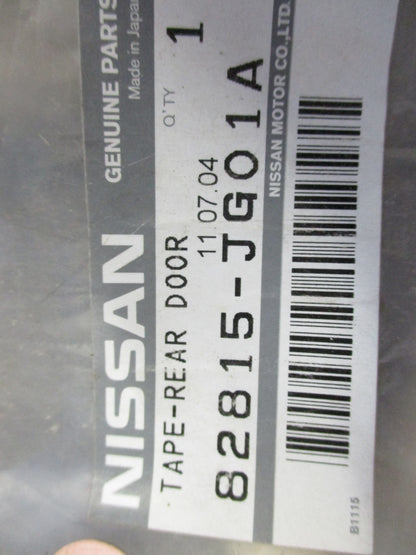 NISSAN GENUINE PARTS
Made in Japan
TAPE-REAR DOOR Q'TY 1
11.07.04
82815-JG01A
NISSAN MOTOR CO.,LTD.
B1115